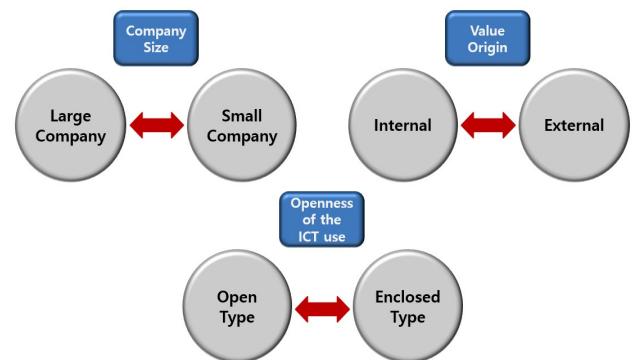 Company
Size
Value
Origin
Large
Company
Small
Company
Internal
External
Openness
of the
ICT use
Open
Type
Enclosed
Type